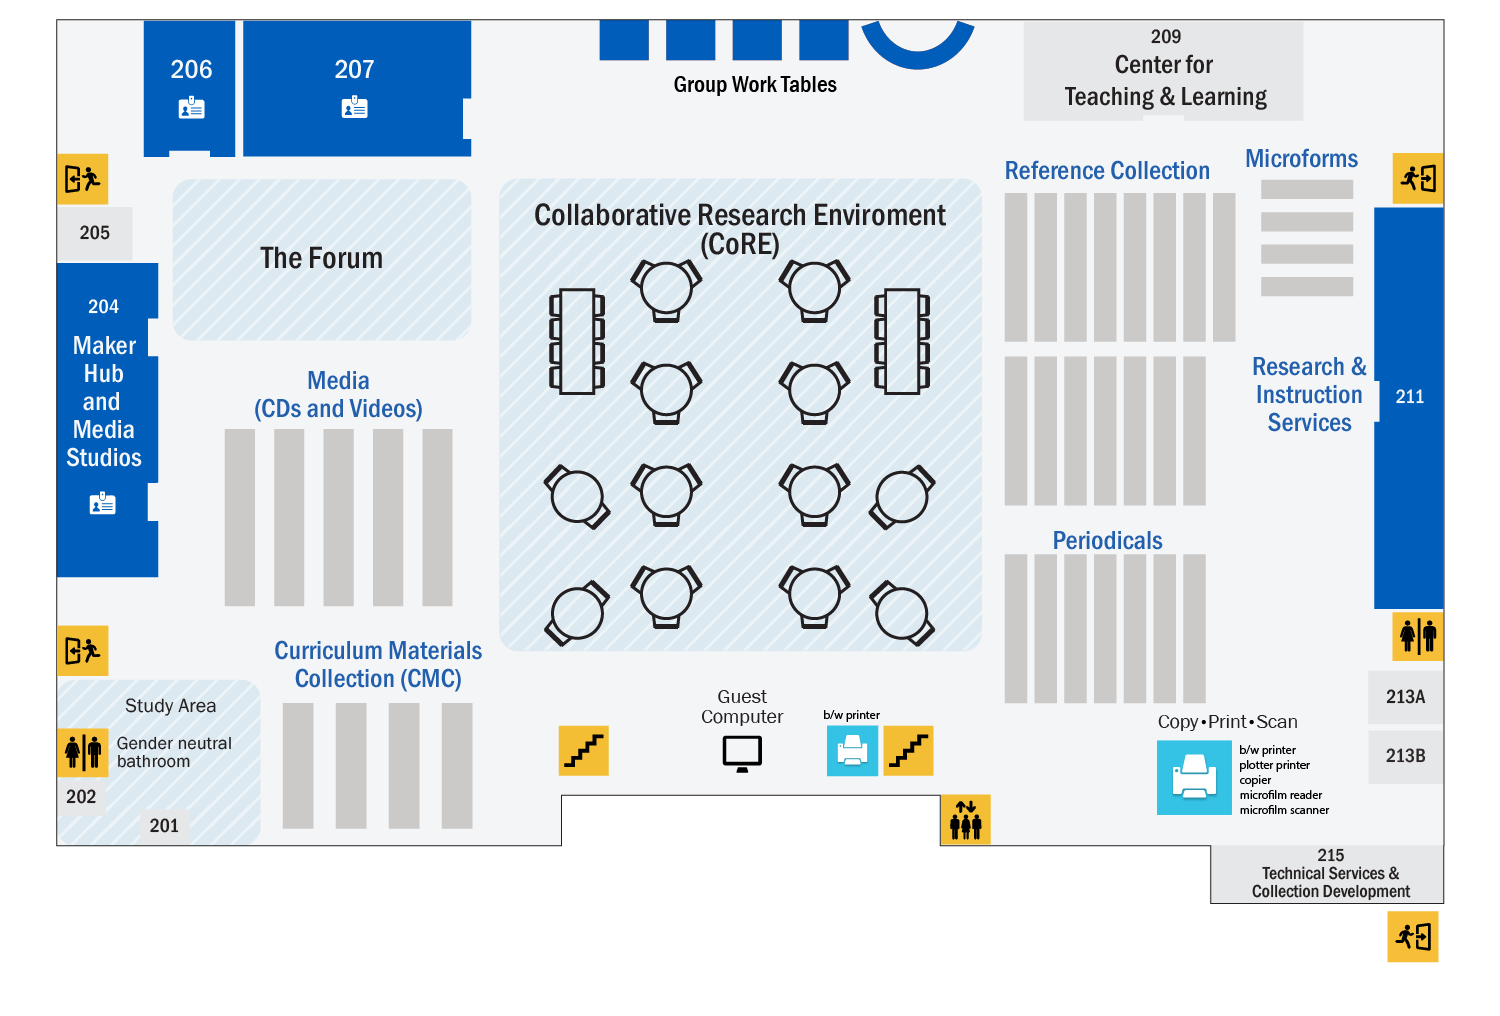 206
207
Group Work Tables
209
Center for
Teaching & Learning
Reference Collection
Microforms
205
The Forum
Collaborative Research Enviroment
(CoRE)
204
Maker
Hub
and
Media
Studios
Media
(CDs and Videos)
Research &
Instruction
Services
211
Periodicals
Curriculum Materials
Collection (CMC)
Study Area
Gender neutral
bathroom
202
201
Guest
Computer
b/w printer
213A
213B
Copy•Print•Scan
b/w printer
plotter printer
copier
microfilm reader
microfilm scanner
215
Technical Services &
Collection Development